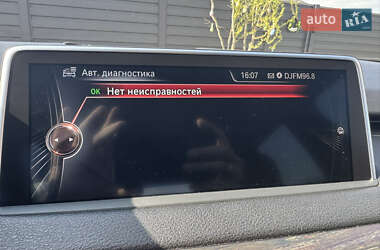 auto RIA
Авт. диагностика
16:07 DJFM96.8
OK Нет неисправностей